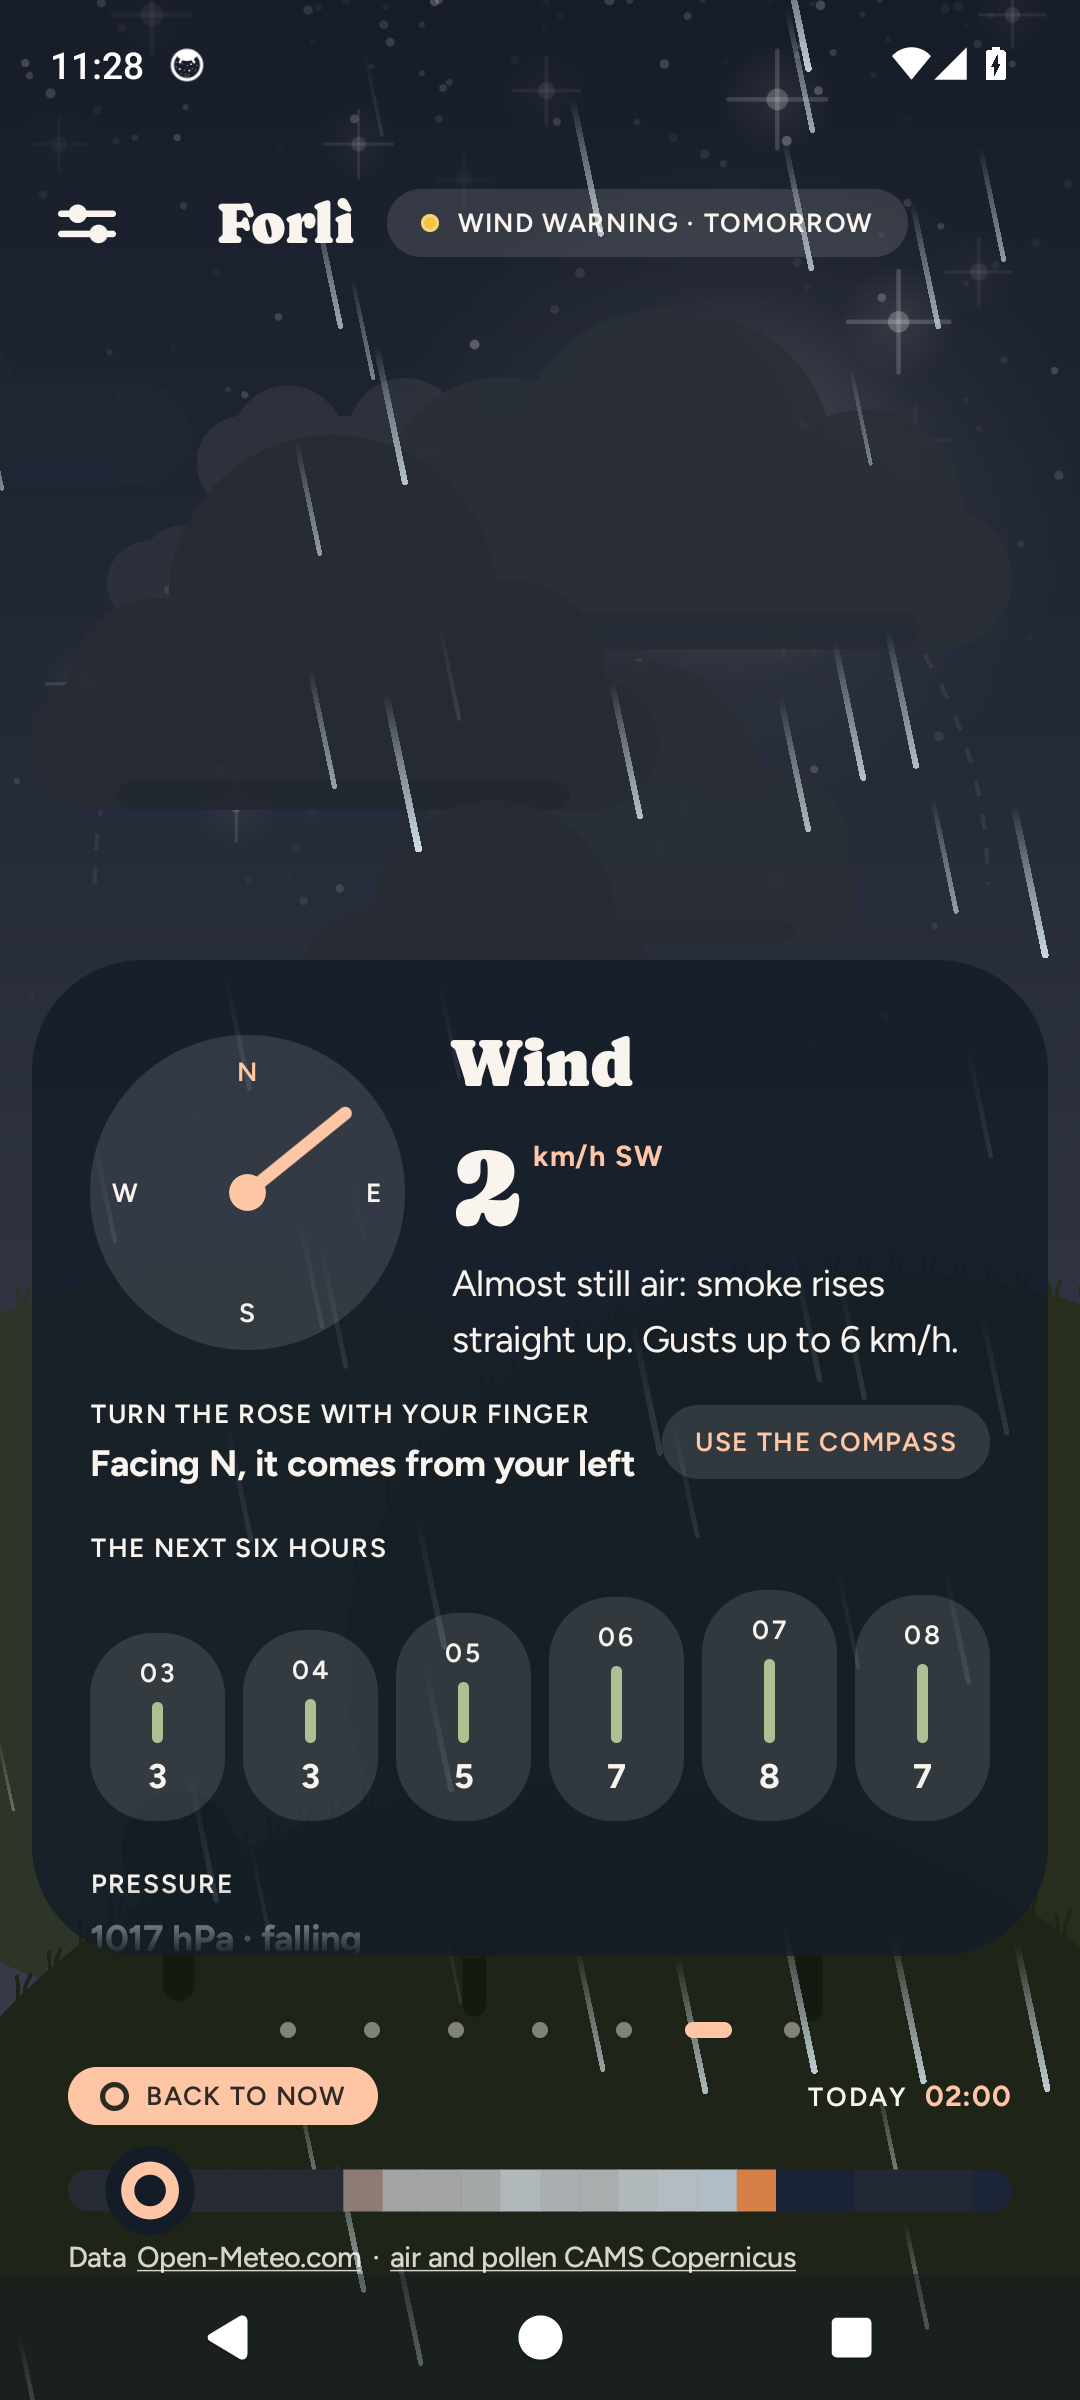 11:28
Forlì
WIND WARNING · TOMORROW
N
W
E
S
Wind
2 km/h SW
Almost still air: smoke rises
straight up. Gusts up to 6 km/h.
TURN THE ROSE WITH YOUR FINGER
Facing N, it comes from your left
USE THE COMPASS
THE NEXT SIX HOURS
03 04 05 06 07 08
3 3 5 7 8 7
PRESSURE
1017 hPa · falling
BACK TO NOW
TODAY 02:00
Data Open-Meteo.com · air and pollen CAMS Copernicus